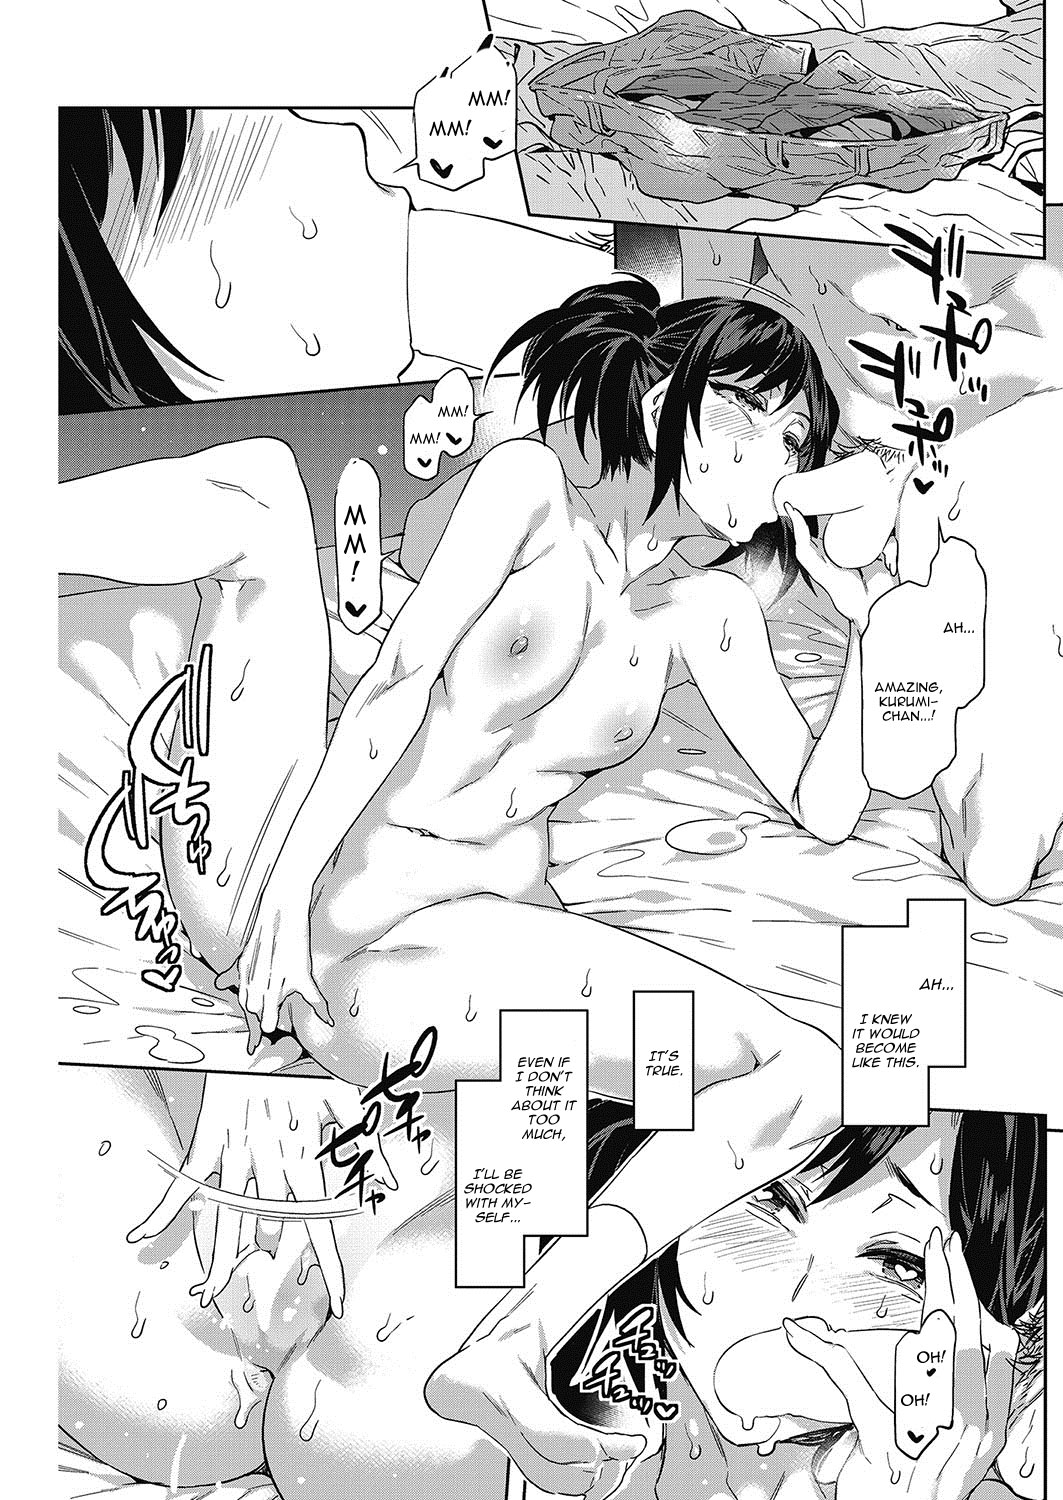 MM!
MM!
MM!
MM!
MM!
AH...
AMAZING,
KURUMI-
CHAN...!
AH...
I KNEW
IT WOULD
BECOME
LIKE THIS.
IT'S
TRUE.
EVEN IF
I DON'T
THINK
ABOUT IT
TOO
MUCH,
I'LL BE
SHOCKED
WITH MY-
SELF...
OH!
OH!